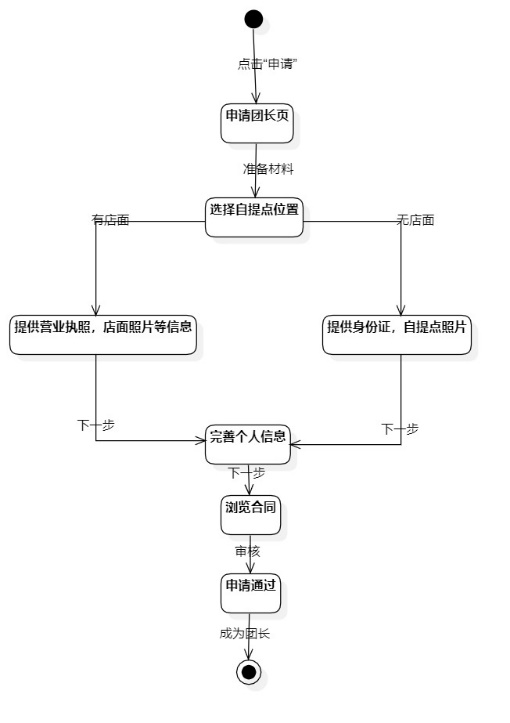 点击“申请”
申请团长页
准备材料
选择自提点位置
有店面
无店面
提供营业执照，店面照片等信息
提供身份证，自提点照片
下一步
下一步
完善个人信息
下一步
浏览合同
审核
申请通过
成为团长